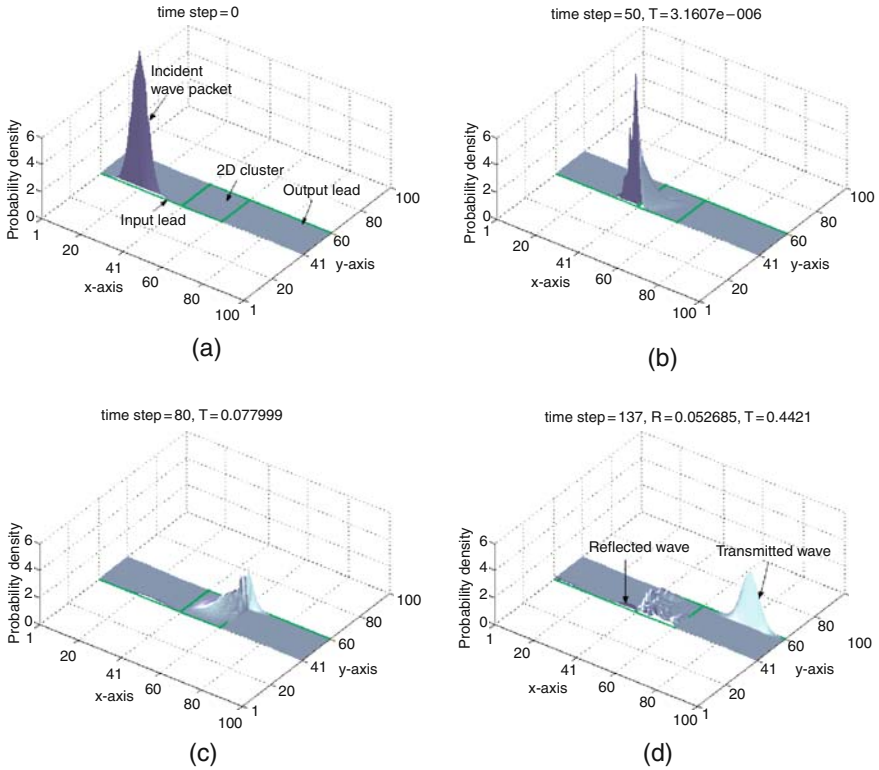 time step=0
Incident
wave packet
2D cluster
Output lead
Input lead
Probability density
6
4
2
0
1
20
41
60
80
100
x-axis
1
20
41
60
80
100
y-axis
(a)
time step=50, T=3.1607e−006
Probability density
6
4
2
0
1
20
41
60
80
100
x-axis
1
20
41
60
80
100
y-axis
(b)
time step=80, T=0.077999
Probability density
6
4
2
0
1
20
41
60
80
100
x-axis
1
20
41
60
80
100
y-axis
(c)
time step=137, R=0.052685, T=0.4421
Reflected wave
Transmitted wave
Probability density
6
4
2
0
1
20
41
60
80
100
x-axis
1
20
41
60
80
100
y-axis
(d)